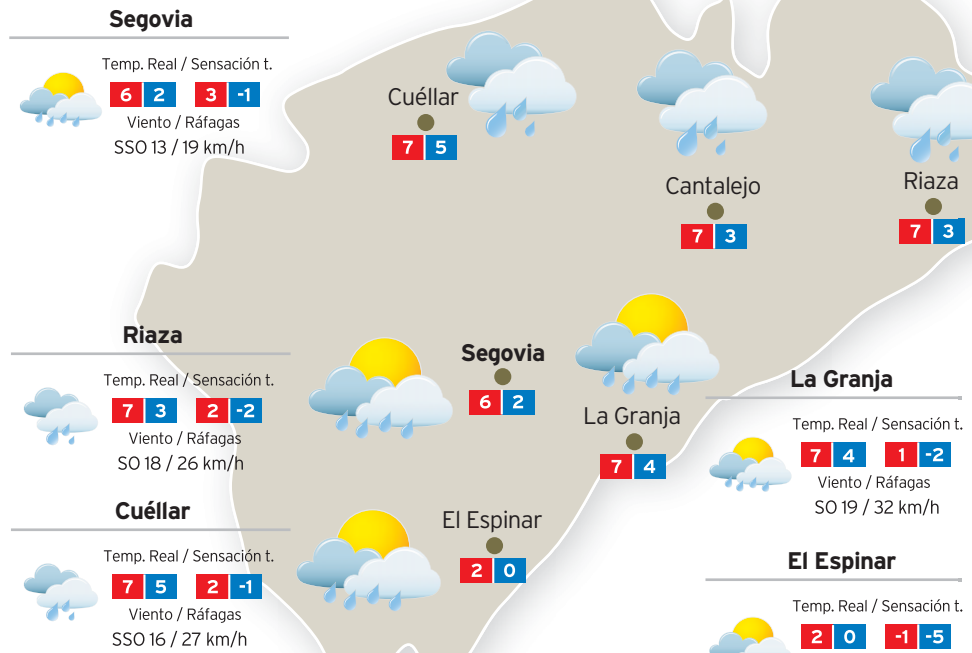 Segovia
Temp. Real / Sensación t.
6 2 3 -1
Viento / Ráfagas
SSO 13 / 19 km/h
Cuéllar
7 5
Cantalejo
7 3
Riaza
7 3
Riaza
Temp. Real / Sensación t.
7 3 2 -2
Viento / Ráfagas
SO 18 / 26 km/h
Segovia
6 2
La Granja
7 4
La Granja
Temp. Real / Sensación t.
7 4 1 -2
Viento / Ráfagas
SO 19 / 32 km/h
Cuéllar
Temp. Real / Sensación t.
7 5 2 -1
Viento / Ráfagas
SSO 16 / 27 km/h
El Espinar
2 0
El Espinar
Temp. Real / Sensación t.
2 0 -1 -5